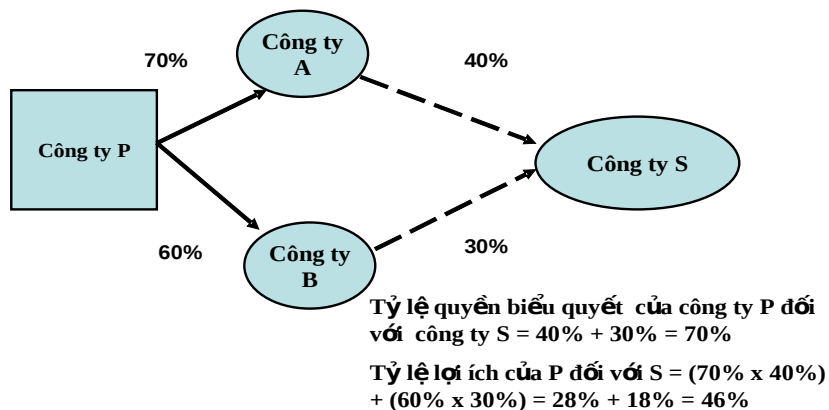 Công ty
A
70%
40%
Công ty P
Công ty S
60%
Công ty
B
30%
Tỷ lệ quyền biểu quyết của công ty P đối
với công ty S = 40% + 30% = 70%
Tỷ lệ lợi ích của P đối với S = (70% x 40%)
+ (60% x 30%) = 28% + 18% = 46%